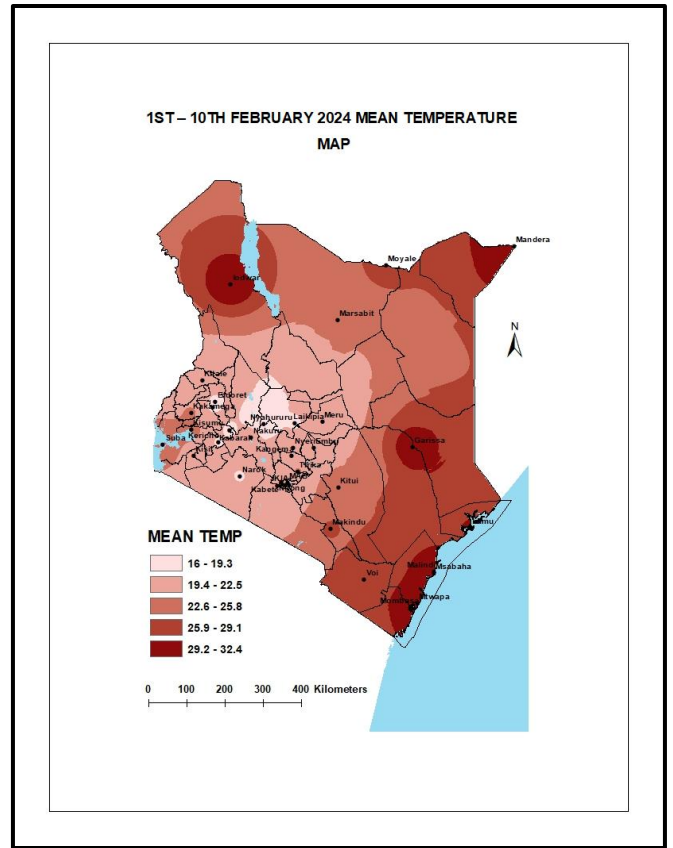 1ST – 10TH FEBRUARY 2024 MEAN TEMPERATURE
MAP
Mandera
Moyale
Marsabit
N
Kitale
Eldoret
Kakamega
Nyahururu Laikipia Meru
Kisumu
Nakuru
Suba Kericho Kabarak
Nyeri Embu
Kisii
Kangema
Garissa
Thika
Narok
Kabete
Kitui
Makindu
Lamu
Voi
Malindi Msabaha
Mombasa Mtwapa
MEAN TEMP
16 - 19.3
19.4 - 22.5
22.6 - 25.8
25.9 - 29.1
29.2 - 32.4
0 100 200 300 400 Kilometers